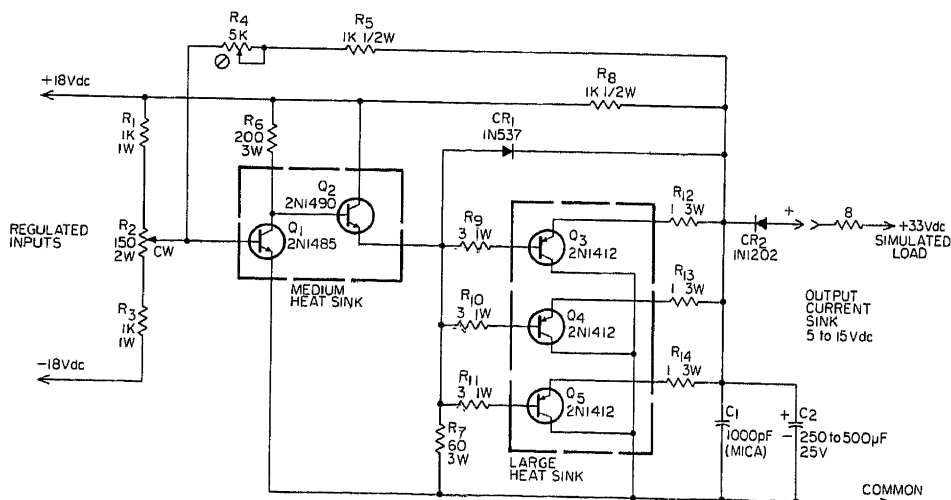 R4
5K
R5
1K 1/2W
+18Vdc
R8
1K 1/2W
R1
1K
1W
R6
200
3W
CR1
1N537
Q2
2N1490
R12
1 3W
REGULATED
INPUTS
R2
150
2W
CW
Q1
2N1485
R9
3 1W
Q3
2N1412
+
CR2
1N1202
8
+33Vdc
SIMULATED
LOAD
MEDIUM
HEAT SINK
R13
1 3W
R3
1K
1W
R10
3 1W
Q4
2N1412
OUTPUT
CURRENT
SINK
5 to 15Vdc
-18Vdc
R14
1 3W
R11
3 1W
Q5
2N1412
R7
60
3W
C1
1000pF
(MICA)
+
-
C2
250 to 500µF
25V
LARGE
HEAT SINK
COMMON